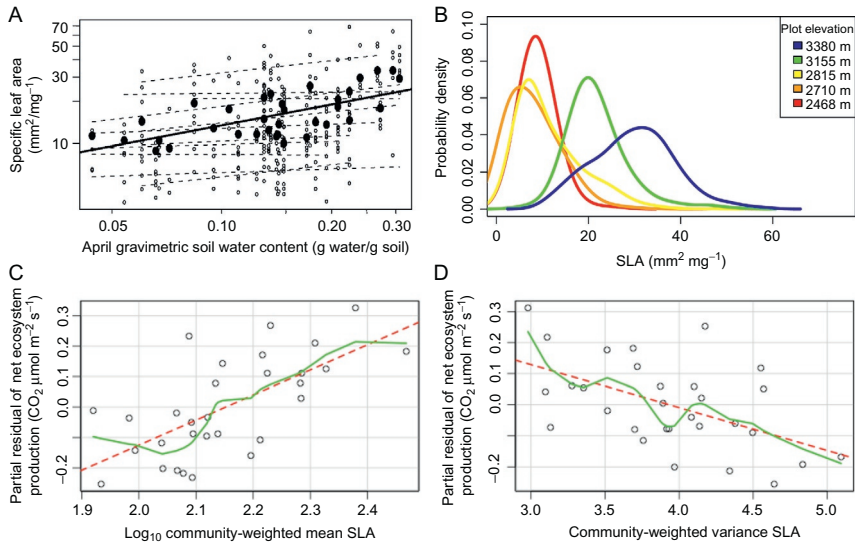 A
Specific leaf area
(mm²/mg⁻¹)
70
50
30
10
0.05
0.10
0.20
0.30
April gravimetric soil water content (g water/g soil)
B
Probability density
0.10
0.08
0.06
0.04
0.02
0.00
0
20
40
60
SLA (mm² mg⁻¹)
Plot elevation
3380 m
3155 m
2815 m
2710 m
2468 m
C
Partial residual of net ecosystem
production (CO₂ μmol m⁻² s⁻¹)
0.3
0.2
0.1
0.0
−0.2
1.9
2.0
2.1
2.2
2.3
2.4
Log₁₀ community-weighted mean SLA
D
Partial residual of net ecosystem
production (CO₂ μmol m⁻² s⁻¹)
0.3
0.2
0.1
0.0
−0.2
3.0
3.5
4.0
4.5
5.0
Community-weighted variance SLA